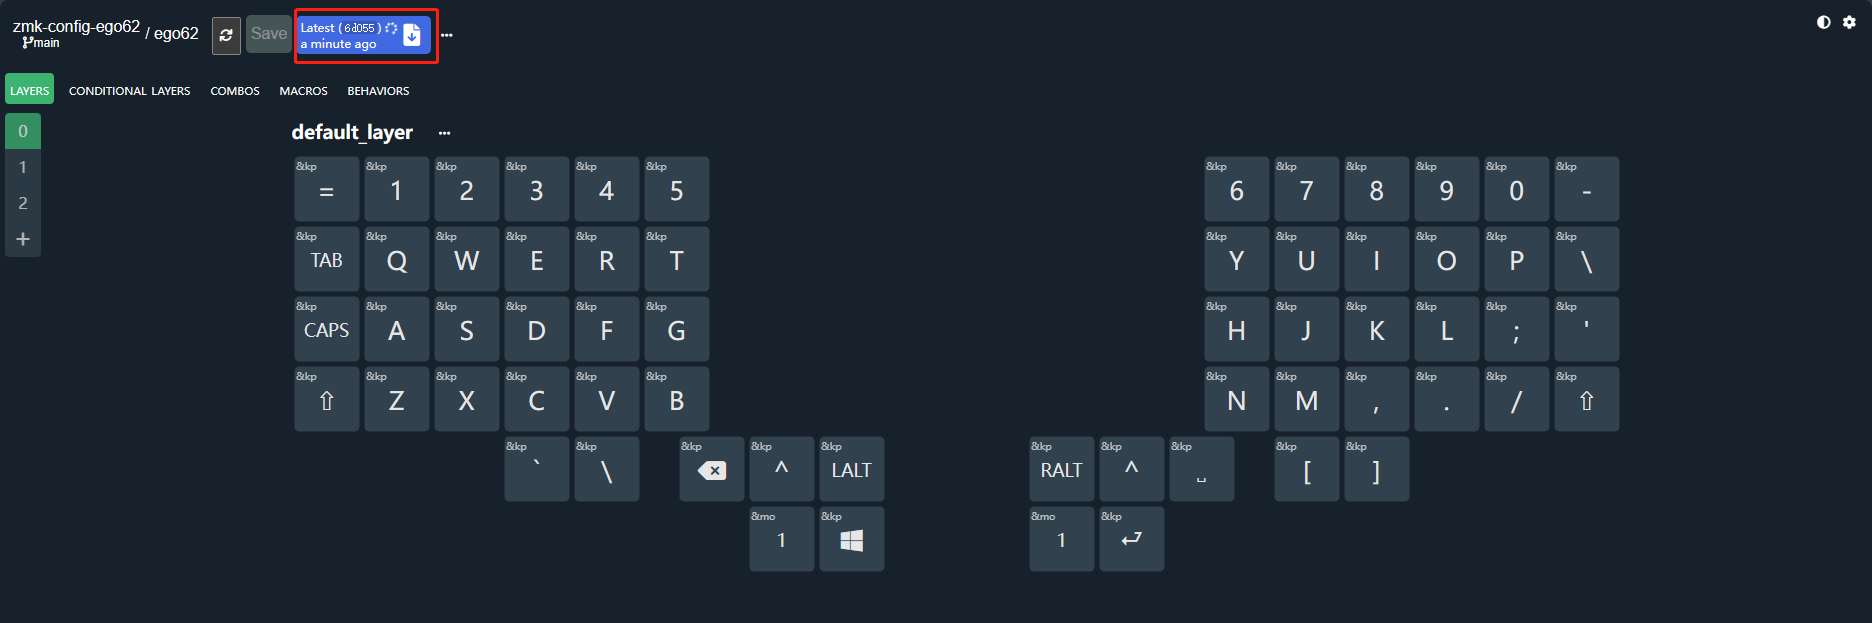 zmk-config-ego62 / ego62 Save Latest (6d055)
main a minute ago
LAYERS CONDITIONAL LAYERS COMBOS MACROS BEHAVIORS
0
1
2
+
default_layer ...
&kp &kp &kp &kp &kp &kp &kp &kp &kp &kp &kp &kp
= 1 2 3 4 5 6 7 8 9 0 -
&kp &kp &kp &kp &kp &kp &kp &kp &kp &kp &kp &kp
TAB Q W E R T Y U I O P \
&kp &kp &kp &kp &kp &kp &kp &kp &kp &kp &kp &kp
CAPS A S D F G H J K L ; '
&kp &kp &kp &kp &kp &kp &kp &kp &kp &kp &kp &kp
⇧ Z X C V B N M , . / ⇧
&kp &kp &kp &kp &kp &kp &kp &kp &kp &kp
` \ ⌫ ^ LALT RALT ^ ␣ [ ]
&mo &kp &mo &kp
1 1 ↵